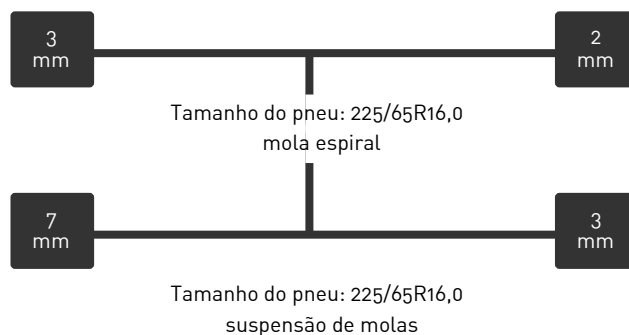 3
mm
2
mm
Tamanho do pneu: 225/65R16,0
mola espiral
7
mm
3
mm
Tamanho do pneu: 225/65R16,0
suspensão de molas